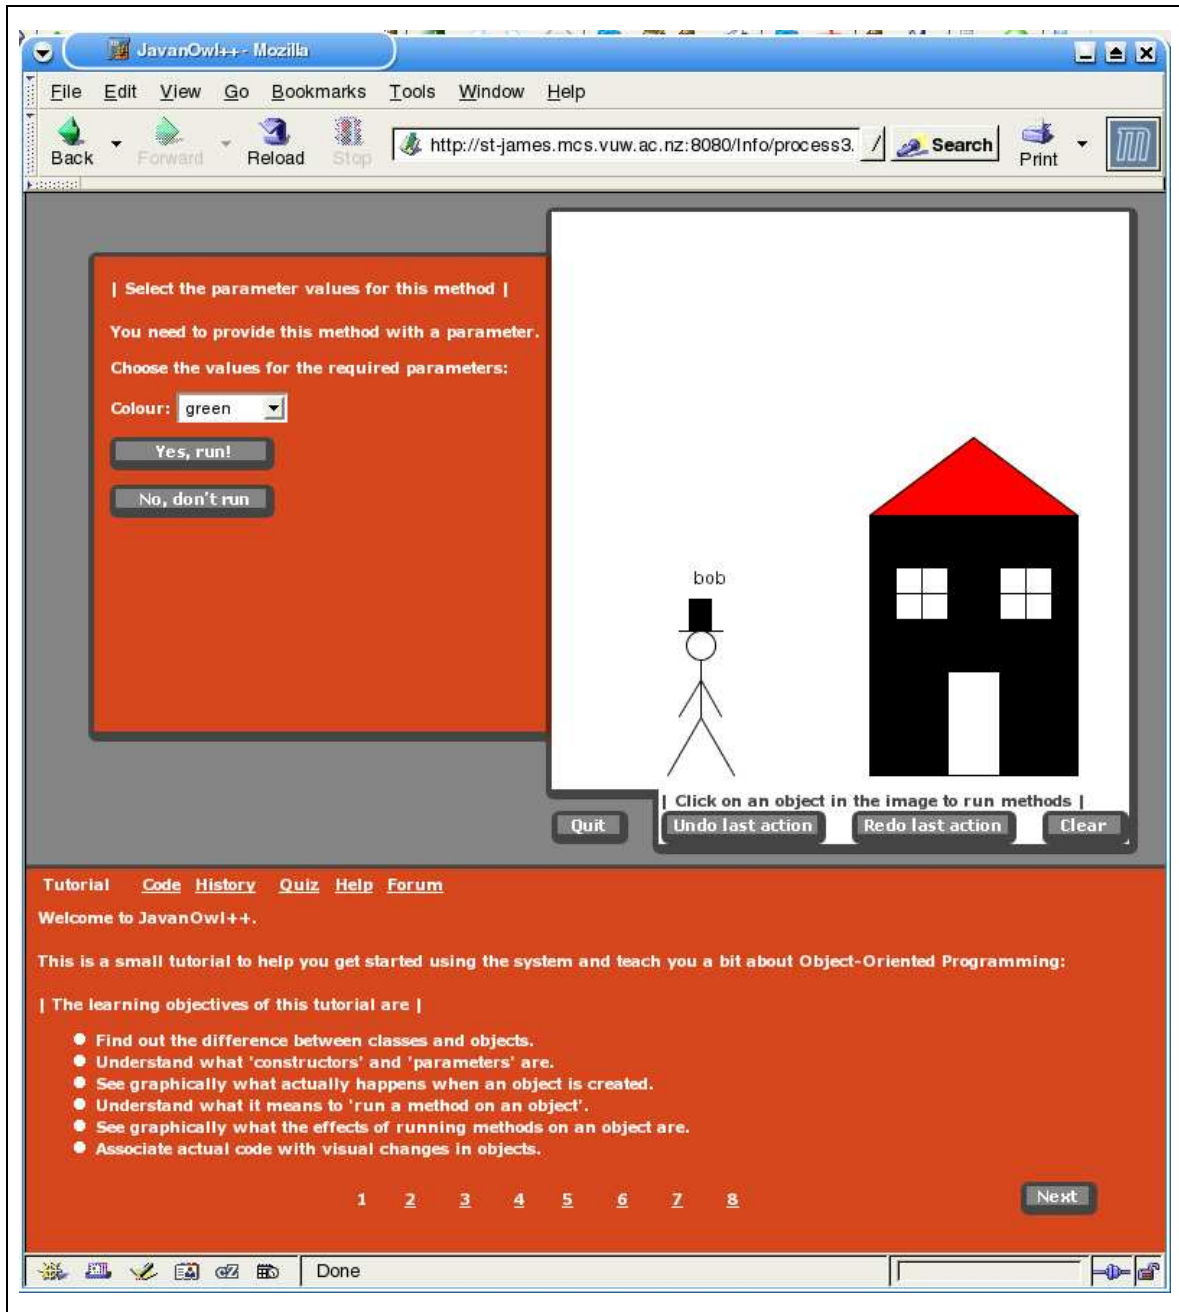 JavanOwl++ - Mozilla
File Edit View Go Bookmarks Tools Window Help
Back Forward Reload Stop http://st-james.mcs.vuw.ac.nz:8080/Info/process3. Search Print
| Select the parameter values for this method |
You need to provide this method with a parameter.
Choose the values for the required parameters:
Colour: green
Yes, run!
No, don't run
bob
| Click on an object in the image to run methods |
Quit Undo last action Redo last action Clear
Tutorial Code History Quiz Help Forum
Welcome to JavanOwl++.
This is a small tutorial to help you get started using the system and teach you a bit about Object-Oriented Programming:
| The learning objectives of this tutorial are |
Find out the difference between classes and objects.
Understand what 'constructors' and 'parameters' are.
See graphically what actually happens when an object is created.
Understand what it means to 'run a method on an object'.
See graphically what the effects of running methods on an object are.
Associate actual code with visual changes in objects.
1 2 3 4 5 6 7 8 Next
Done